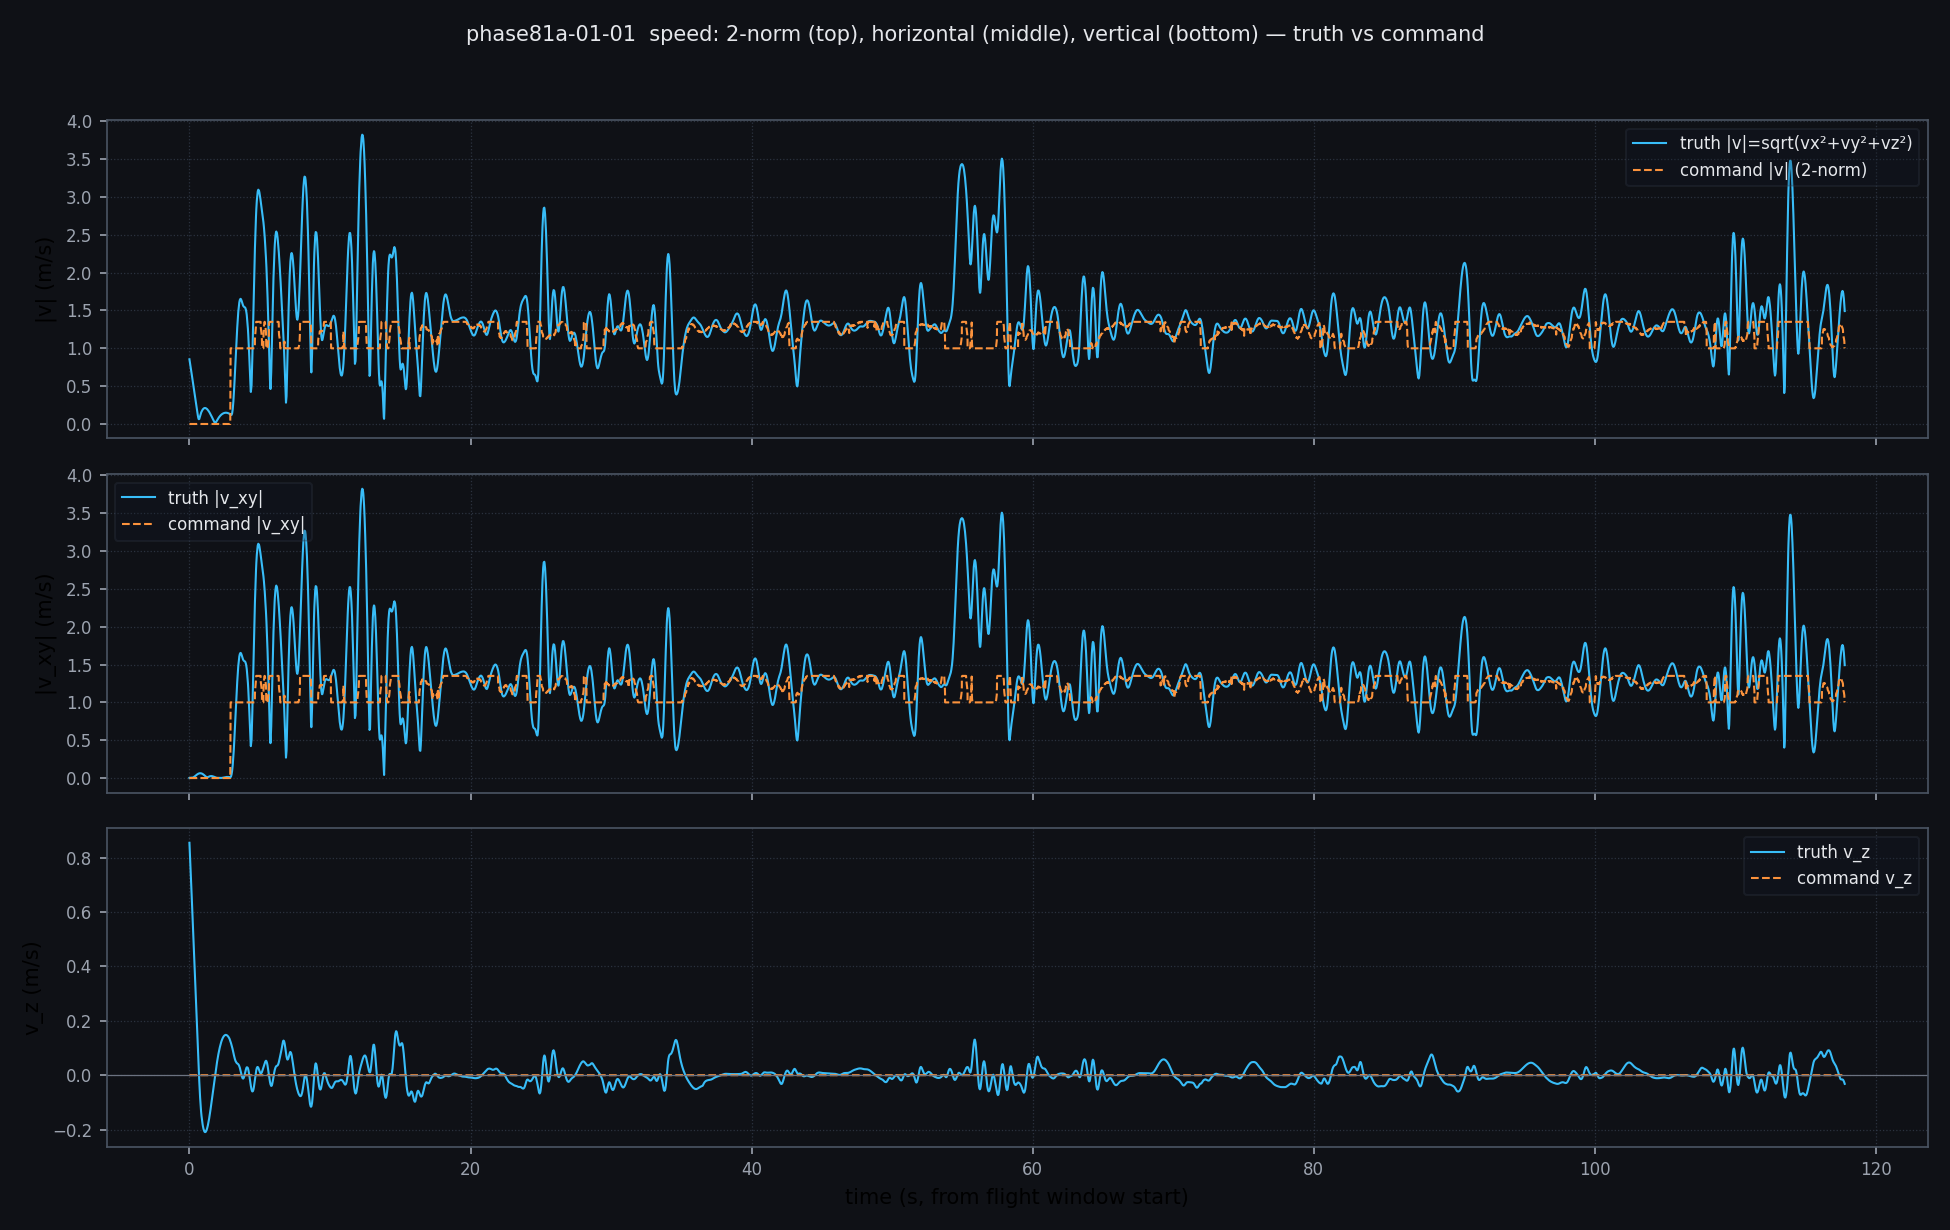 phase81a-01-01  speed: 2-norm (top), horizontal (middle), vertical (bottom) — truth vs command
4.0
3.5
3.0
2.5
2.0
1.5
1.0
0.5
0.0
|v| (m/s)
truth |v|=sqrt(vx²+vy²+vz²)
command |v| (2-norm)
4.0
3.5
3.0
2.5
2.0
1.5
1.0
0.5
0.0
|v_xy| (m/s)
truth |v_xy|
command |v_xy|
0.8
0.6
0.4
0.2
0.0
−0.2
v_z (m/s)
truth v_z
command v_z
0
20
40
60
80
100
120
time (s, from flight window start)